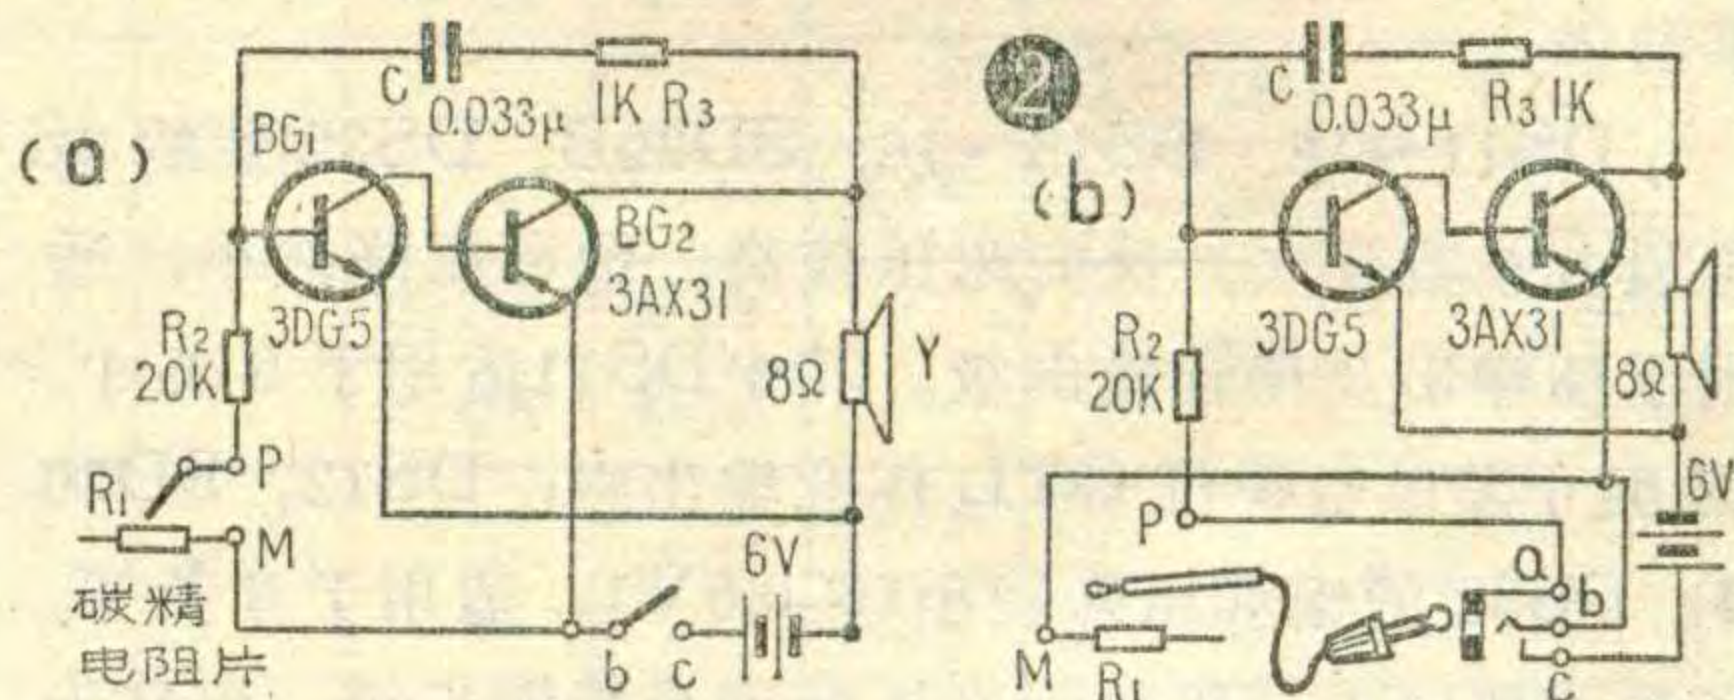 (a)
C
0.033μ
1K R₃
BG₁
3DG5
BG₂
3AX31
R₂
20K
8Ω
Y
P
R₁
M
碳精
电阻片
b
c
6V
2
(b)
C
0.033μ
R₃ 1K
3DG5
3AX31
R₂
20K
8Ω
6V
P
a
b
c
M
R₁